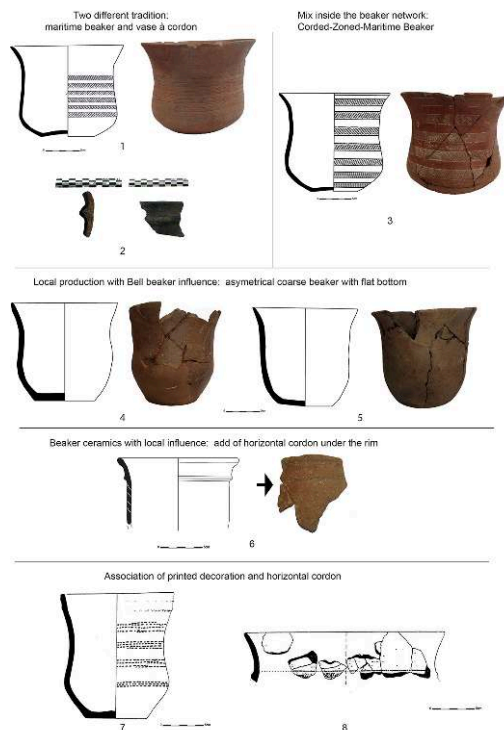 Two different tradition:
maritime beaker and vase à cordon
Mix inside the beaker network:
Corded-Zoned-Maritime Beaker
1
2
3
Local production with Bell beaker influence: asymetrical coarse beaker with flat bottom
4
5
Beaker ceramics with local influence: add of horizontal cordon under the rim
6
Association of printed decoration and horizontal cordon
7
8